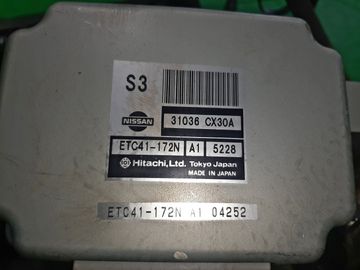 S3
NISSAN
31036 CX30A
ETC41-172N A1 5228
Hitachi, Ltd. Tokyo Japan
MADE IN JAPAN
ETC41-172N A1 04252